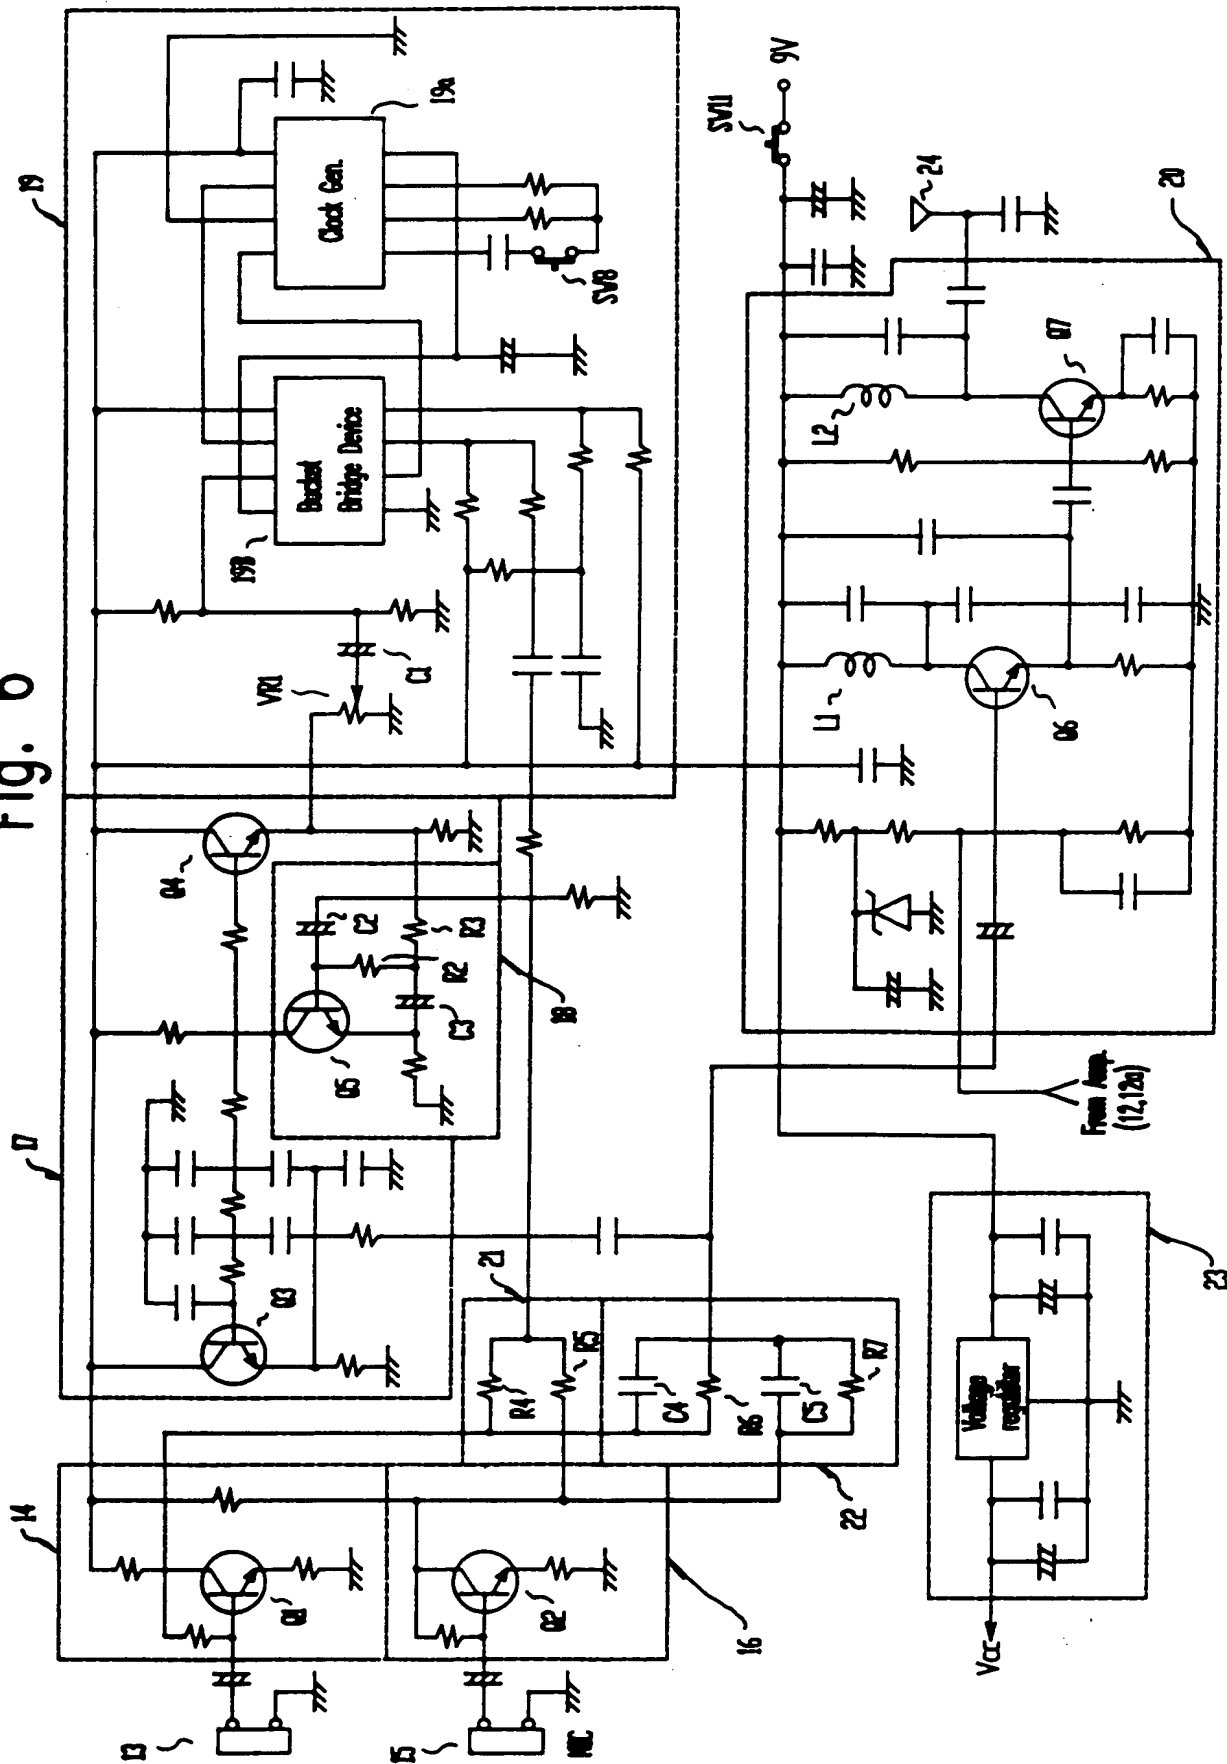 Fig. 6
19
19a
Clock Gen.
SW8
19B
Bucket
Bridge Device
VR1
C1
SW11
9V
24
20
L2
Q7
L1
Q6
17
Q4
C2
R3
R2
C3
Q5
18
Q3
From Amp.
(12,12a)
21
R4
R5
C4
R6
C5
R7
22
23
Voltage
regulator
Vcc
14
Q1
Q2
16
13
15
MIC